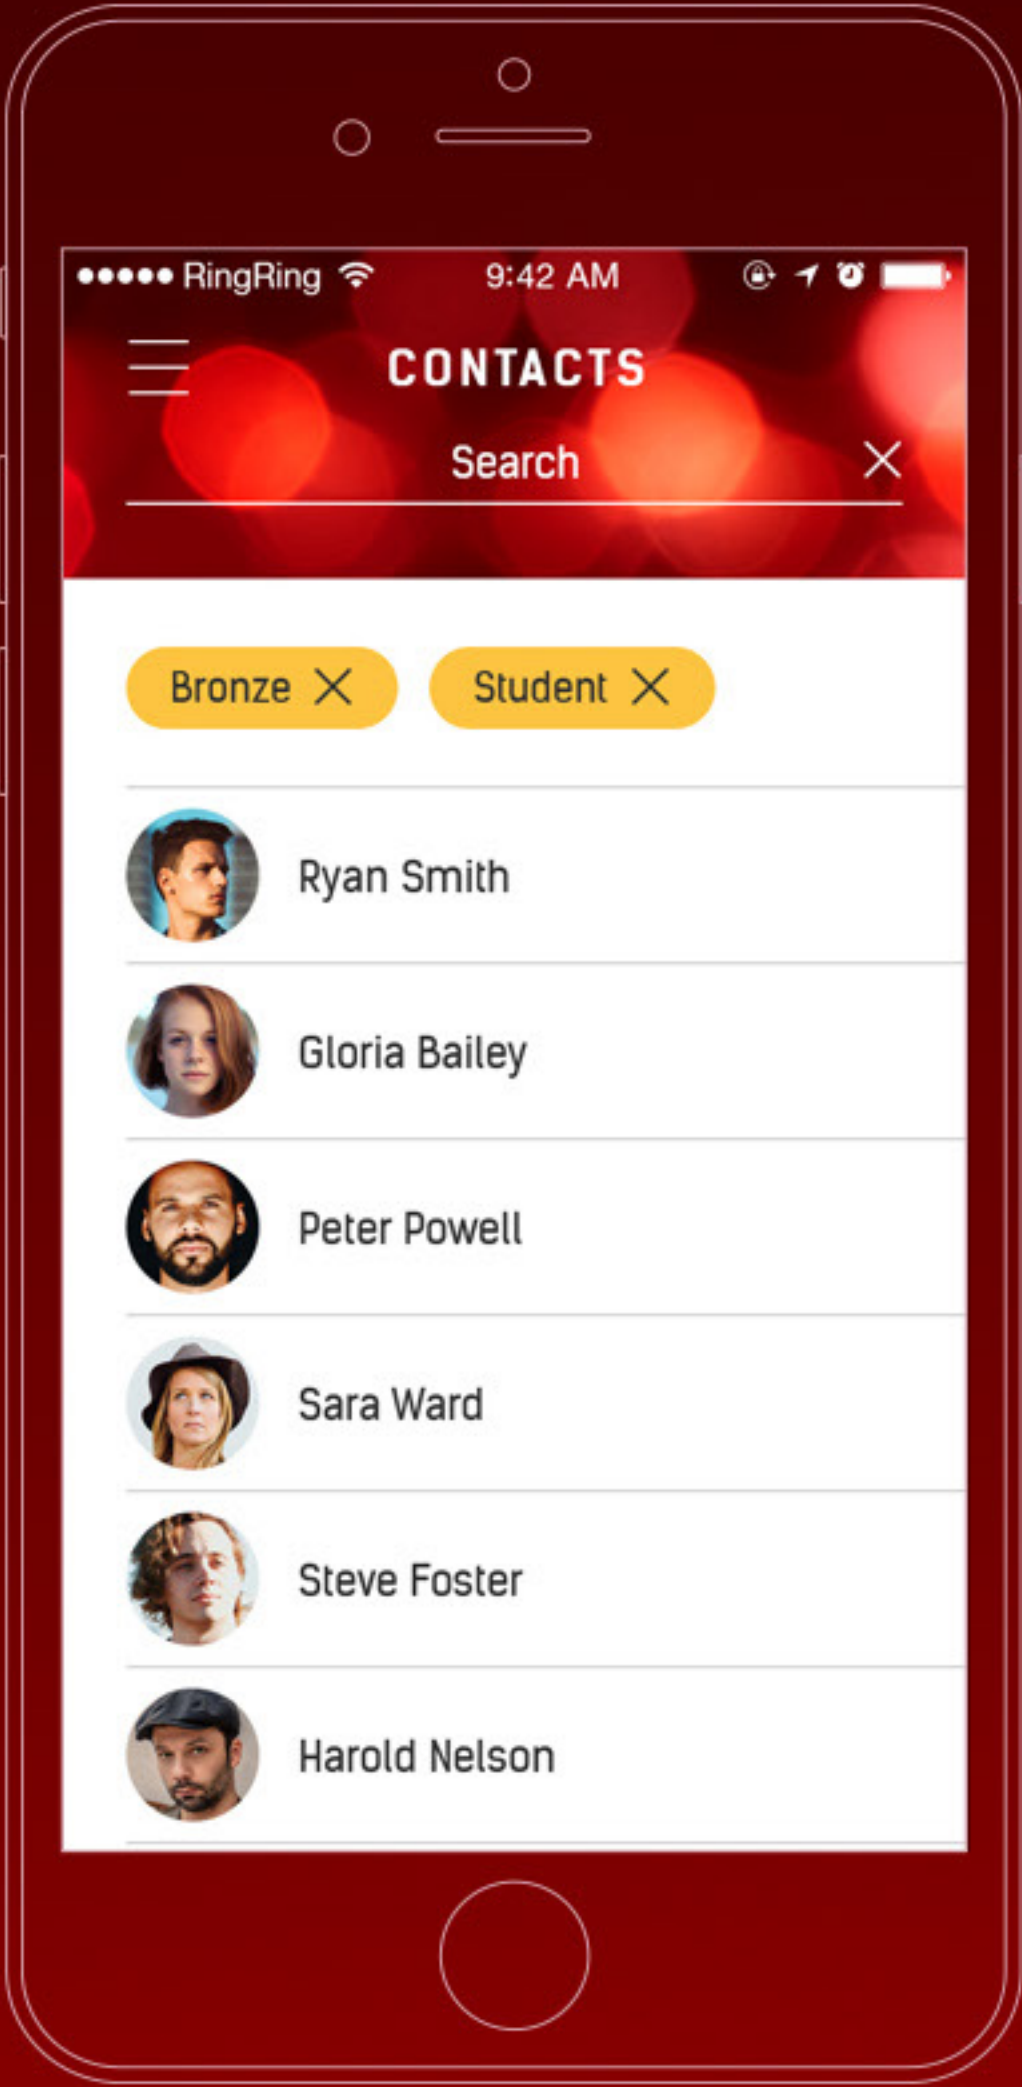 RingRing 9:42 AM
CONTACTS
Search
Bronze Student
Ryan Smith
Gloria Bailey
Peter Powell
Sara Ward
Steve Foster
Harold Nelson